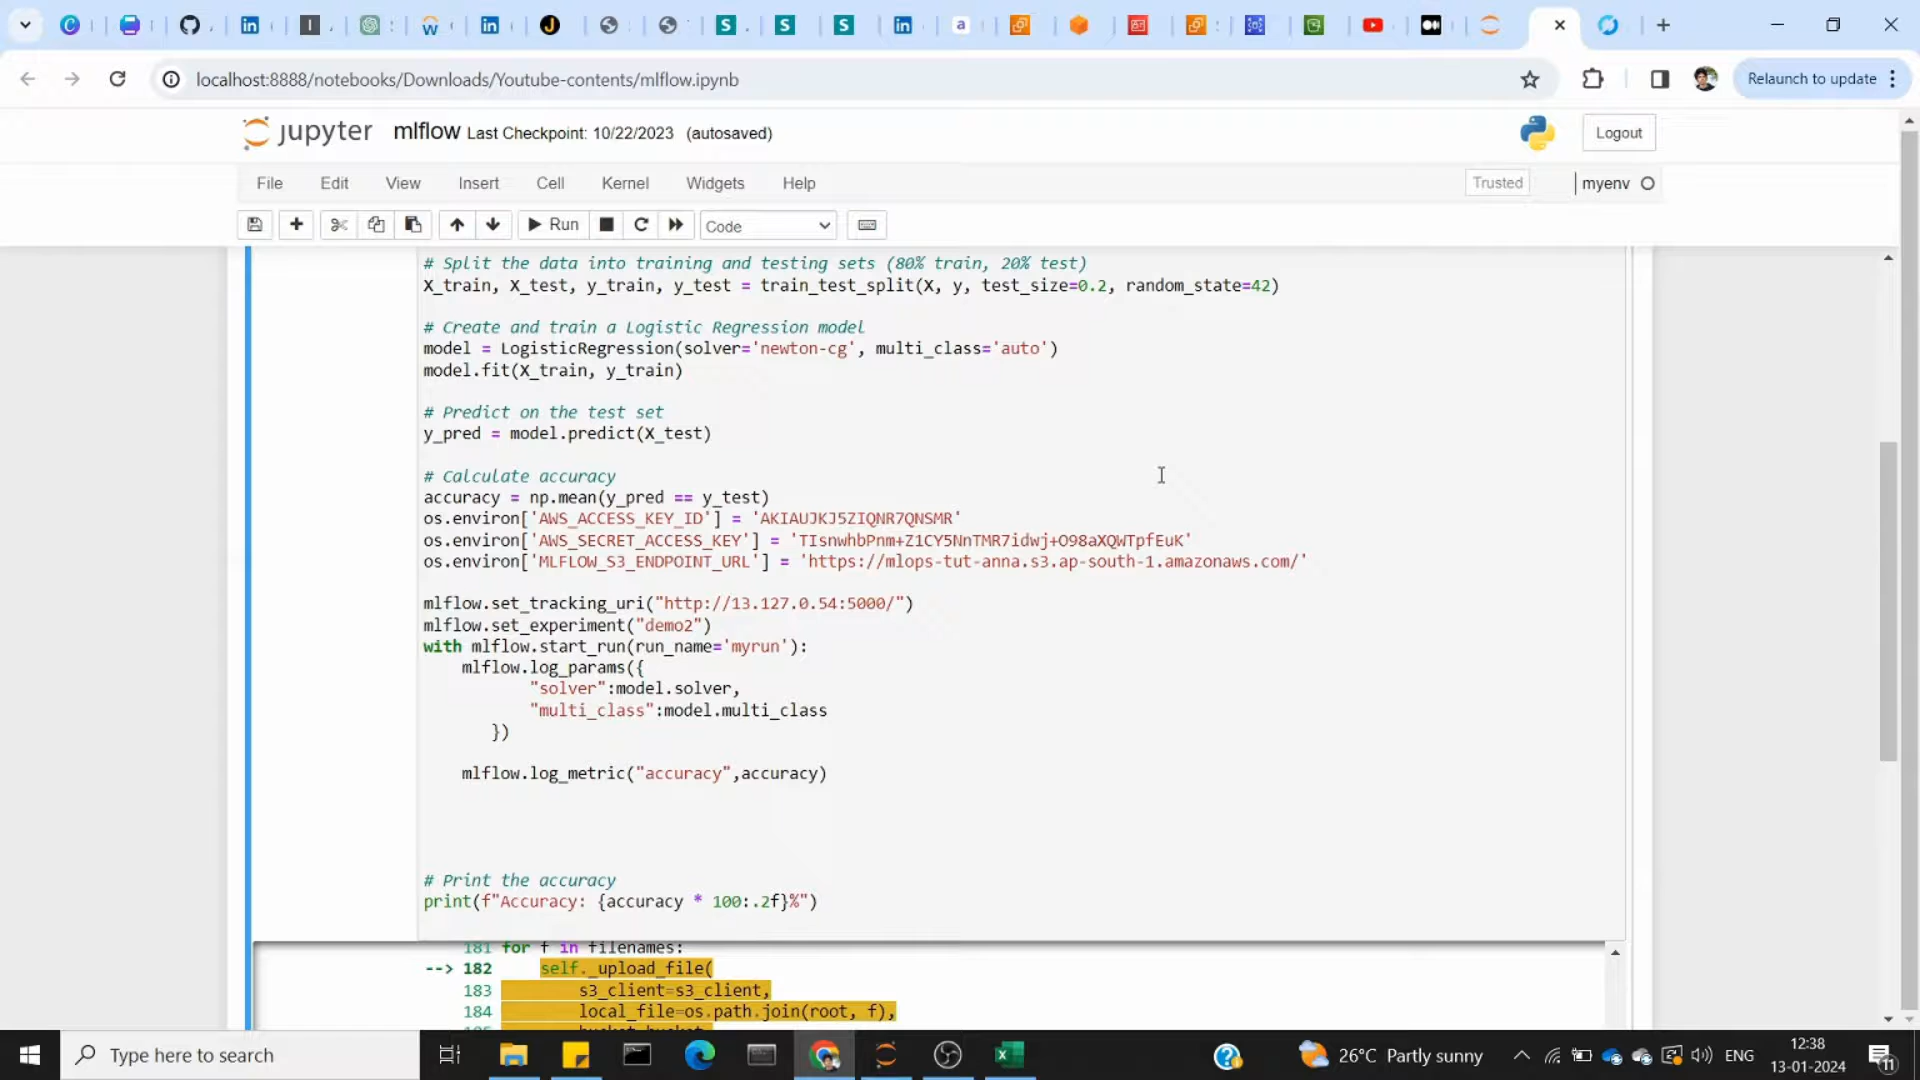 localhost:8888/notebooks/Downloads/Youtube-contents/mlflow.ipynb
Relaunch to update
jupyter mlflow Last Checkpoint: 10/22/2023 (autosaved)
Logout
File Edit View Insert Cell Kernel Widgets Help
Trusted
myenv
Run
Code
# Split the data into training and testing sets (80% train, 20% test)
X_train, X_test, y_train, y_test = train_test_split(X, y, test_size=0.2, random_state=42)
# Create and train a Logistic Regression model
model = LogisticRegression(solver='newton-cg', multi_class='auto')
model.fit(X_train, y_train)
# Predict on the test set
y_pred = model.predict(X_test)
# Calculate accuracy
accuracy = np.mean(y_pred == y_test)
os.environ['AWS_ACCESS_KEY_ID'] = 'AKIAUJKJ5ZIQNR7QNSMR'
os.environ['AWS_SECRET_ACCESS_KEY'] = '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'
os.environ['MLFLOW_S3_ENDPOINT_URL'] = 'https://mlops-tut-anna.s3.ap-south-1.amazonaws.com/'
mlflow.set_tracking_uri("http://13.127.0.54:5000/")
mlflow.set_experiment("demo2")
with mlflow.start_run(run_name='myrun'):
mlflow.log_params({
"solver":model.solver,
"multi_class":model.multi_class
})
mlflow.log_metric("accuracy",accuracy)
# Print the accuracy
print(f"Accuracy: {accuracy * 100:.2f}%")
181 for f in filenames:
--> 182 self._upload_file(
183 s3_client=s3_client,
184 local_file=os.path.join(root, f),
Type here to search
26°C Partly sunny
ENG
12:38
13-01-2024
11